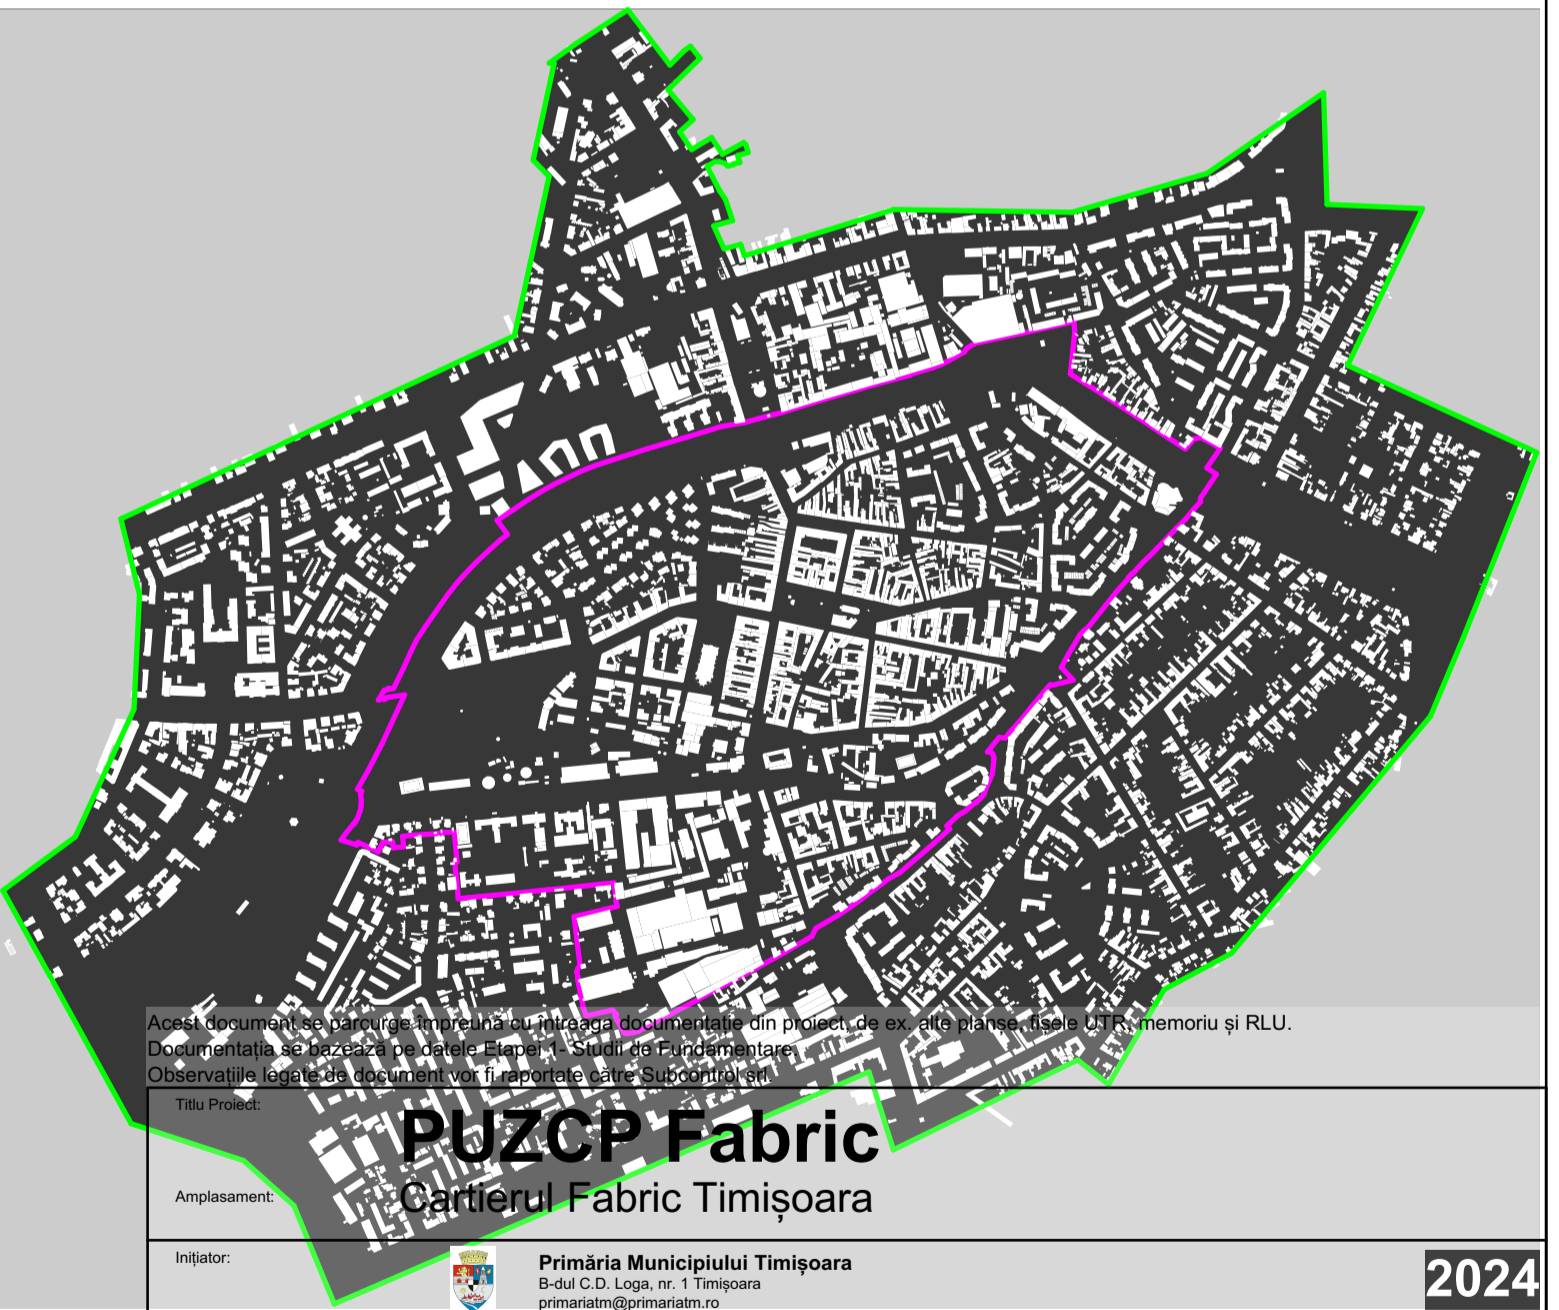 Acest document se parcurge împreună cu întreaga documentație din proiect, de ex. alte planșe, fișele UTR, memoriu și RLU.
Documentația se bazează pe datele Etapei 1- Studii de Fundamentare.
Observațiile legate de document vor fi raportate către Subcontrol srl.
Titlu Proiect:
PUZCP Fabric
Amplasament:
Cartierul Fabric Timișoara
Inițiator:
Primăria Municipiului Timișoara
B-dul C.D. Loga, nr. 1 Timișoara
primariatm@primariatm.ro
2024